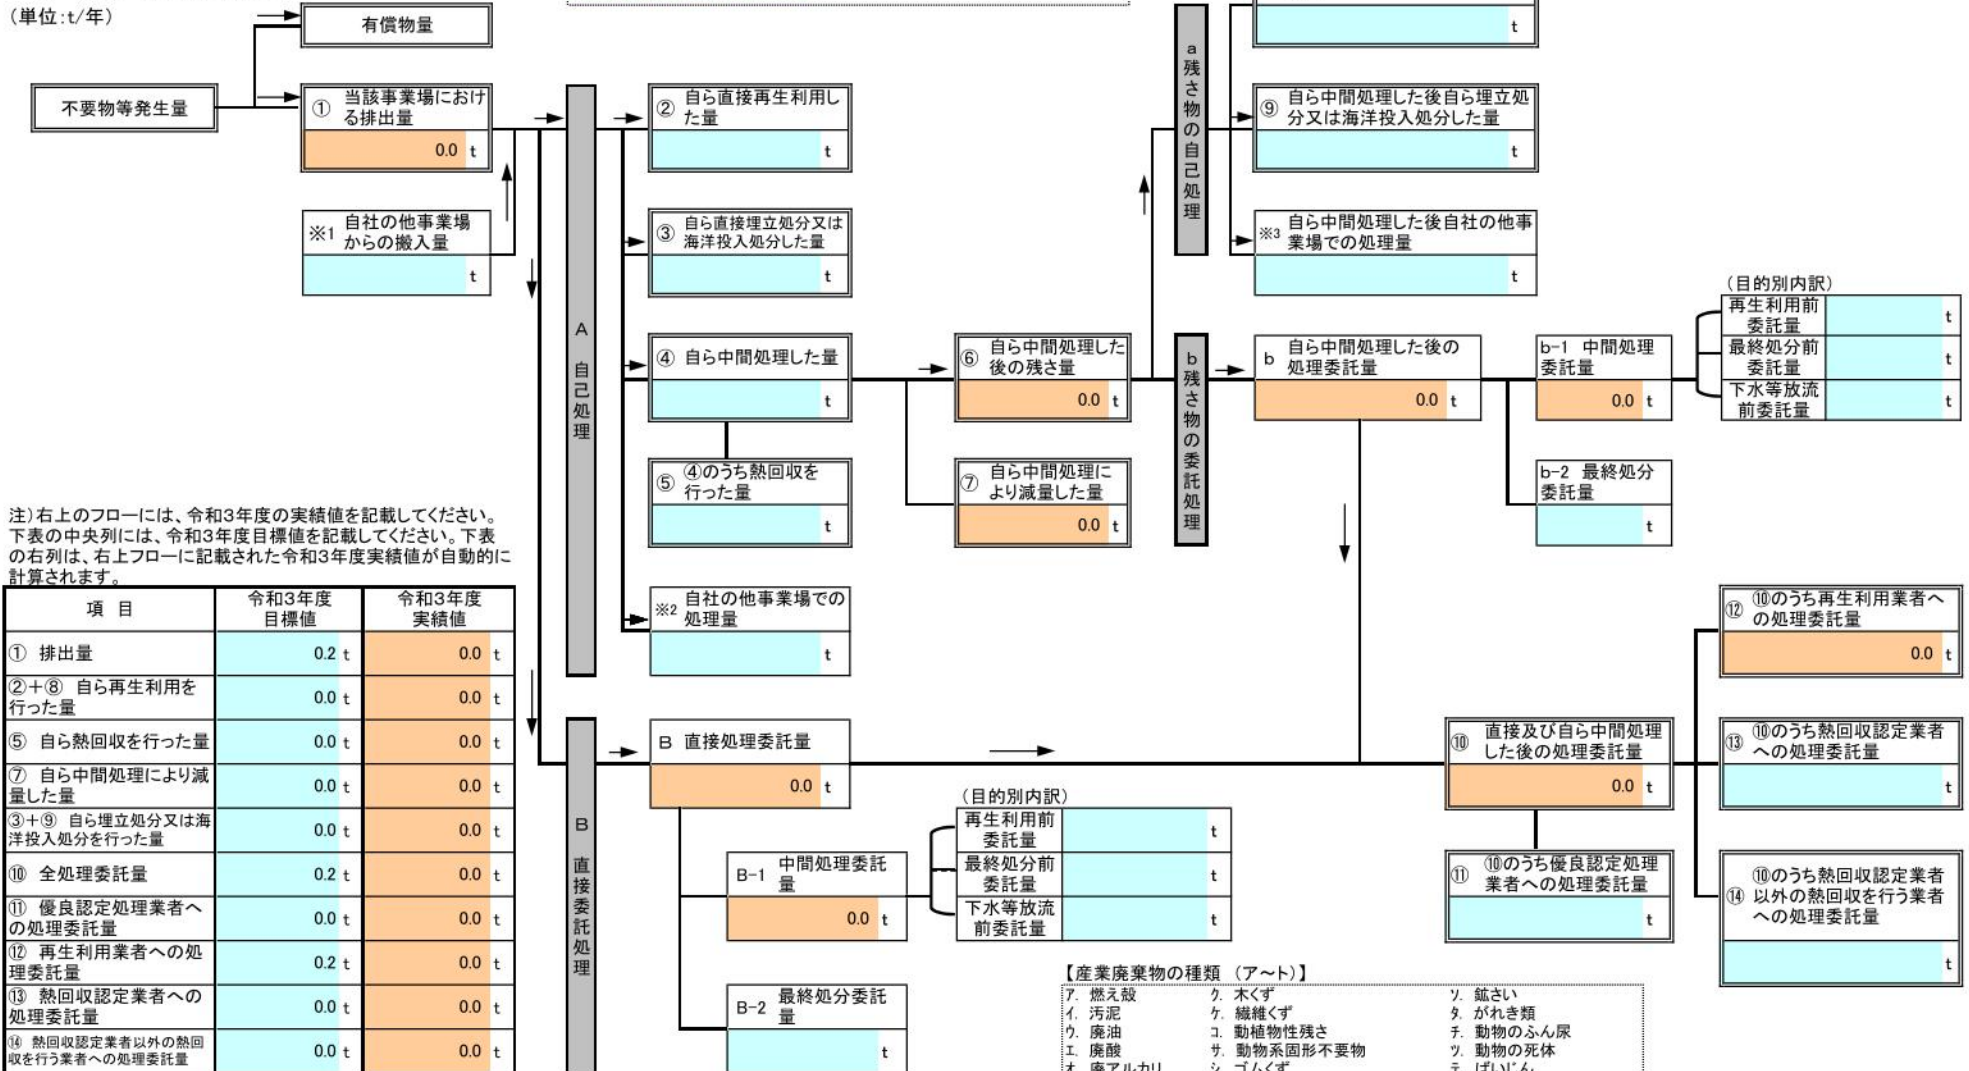 (単位:t/年)
有償物量
不要物等発生量
① 当該事業場におけ
る排出量
0.0 t
※1 自社の他事業場
からの搬入量
t
A 自己処理
② 自ら直接再生利用し
た量
t
③ 自ら直接埋立処分又は
海洋投入処分した量
t
④ 自ら中間処理した量
t
⑤ ④のうち熱回収を
行った量
t
※2 自社の他事業場での
処理量
t
⑥ 自ら中間処理した
後の残さ量
0.0 t
⑦ 自ら中間処理に
より減量した量
0.0 t
a 残さ物の自己処理
t
⑨ 自ら中間処理した後自ら埋立処
分又は海洋投入処分した量
t
※3 自ら中間処理した後自社の他事
業場での処理量
t
b 残さ物の委託処理
b 自ら中間処理した後の
処理委託量
0.0 t
b-1 中間処理
委託量
0.0 t
b-2 最終処分
委託量
t
(目的別内訳)
再生利用前
委託量
t
最終処分前
委託量
t
下水等放流
前委託量
t
注)右上のフローには、令和3年度の実績値を記載してください。
下表の中央列には、令和3年度目標値を記載してください。下表
の右列は、右上フローに記載された令和3年度実績値が自動的に
計算されます。
項 目 令和3年度
目標値 令和3年度
実績値
① 排出量 0.2 t 0.0 t
②+⑧ 自ら再生利用を
行った量 0.0 t 0.0 t
⑤ 自ら熱回収を行った量 0.0 t 0.0 t
⑦ 自ら中間処理により減
量した量 0.0 t 0.0 t
③+⑨ 自ら埋立処分又は海
洋投入処分を行った量 0.0 t 0.0 t
⑩ 全処理委託量 0.2 t 0.0 t
⑪ 優良認定処理業者へ
の処理委託量 0.0 t 0.0 t
⑫ 再生利用業者への処
理委託量 0.2 t 0.0 t
⑬ 熱回収認定業者への
処理委託量 0.0 t 0.0 t
⑭ 熱回収認定業者以外の熱回
収を行う業者への処理委託量 0.0 t 0.0 t
B 直接委託処理
B 直接処理委託量
0.0 t
B-1 中間処理委託
量
0.0 t
B-2 最終処分委託
量
t
(目的別内訳)
再生利用前
委託量
t
最終処分前
委託量
t
下水等放流
前委託量
t
⑩ 直接及び自ら中間処理
した後の処理委託量
0.0 t
⑪ ⑩のうち優良認定処理
業者への処理委託量
t
⑫ ⑩のうち再生利用業者へ
の処理委託量
0.0 t
⑬ ⑩のうち熱回収認定業者
への処理委託量
t
⑭ ⑩のうち熱回収認定業者
以外の熱回収を行う業者
への処理委託量
t
【産業廃棄物の種類 (ア～ト)】
ア. 燃え殻 ク. 木くず ソ. 鉱さい
イ. 汚泥 ケ. 繊維くず タ. がれき類
ウ. 廃油 コ. 動植物性残さ チ. 動物のふん尿
エ. 廃酸 サ. 動物系固形不要物 ツ. 動物の死体
オ. 廃アルカリ シ. ゴムくず テ. ばいじん